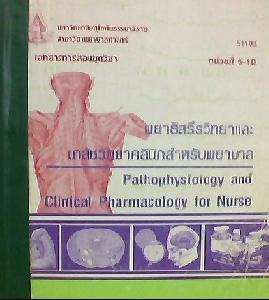 มหาวิทยาลัยสุโขทัยธรรมาธิราช
สาขาวิชาพยาบาลศาสตร์
เอกสารการสอนชุดวิชา
หน่วยที่ 6-10
พยาธิสรีรวิทยาและ
เภสัชวิทยาคลินิกสำหรับพยาบาล
Pathophysiology and
Clinical Pharmacology for Nurse